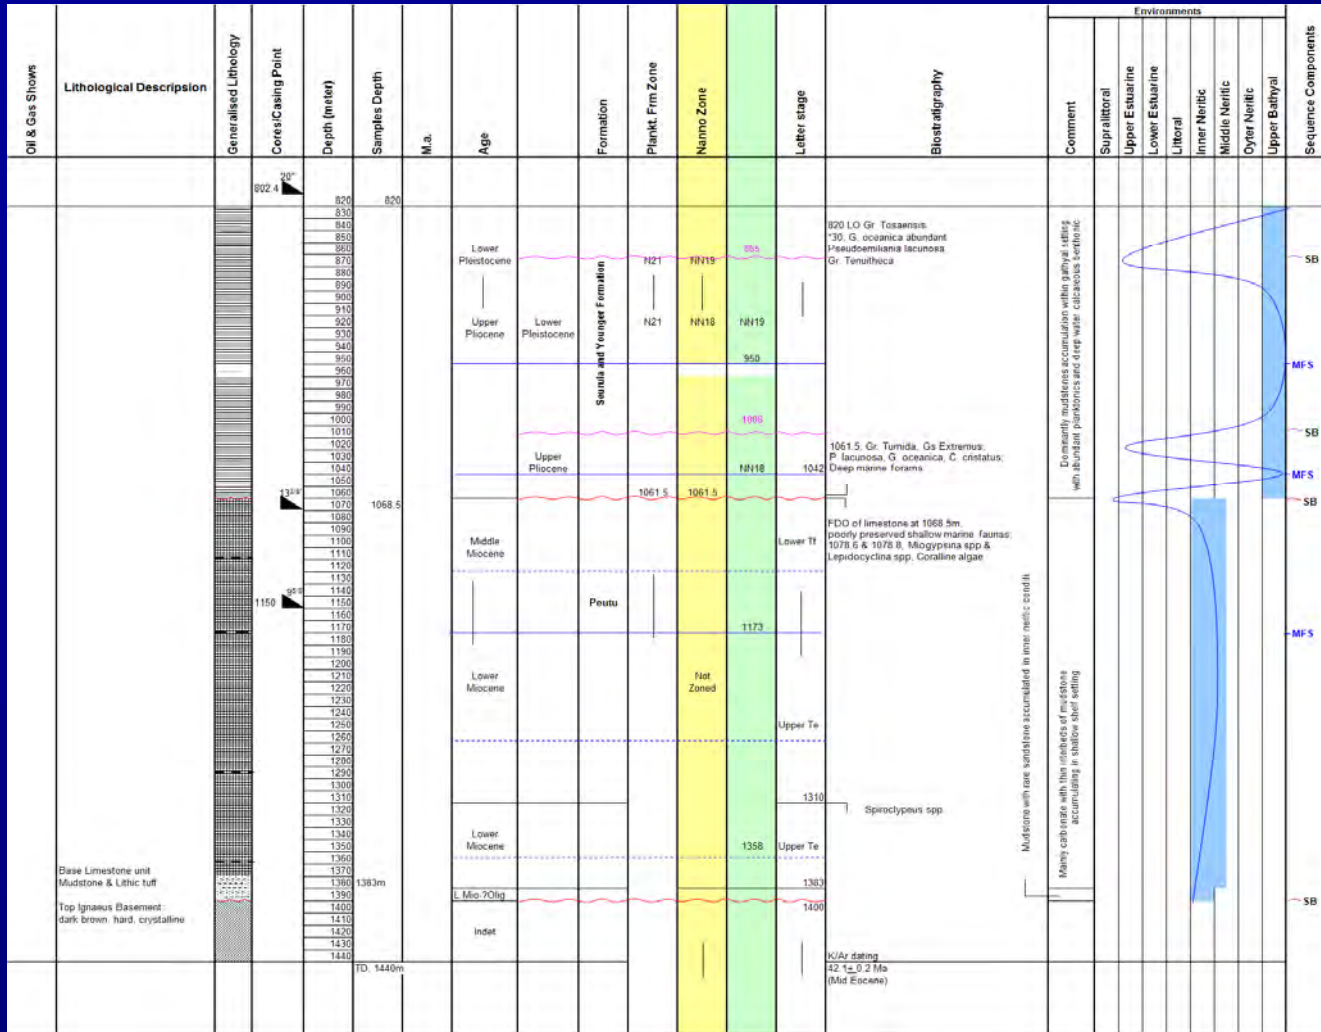 Environments
Oil & Gas Shows
Lithological Descripsion
Generalised Lithology
Cores/Casing Point
Depth (meter)
Samples Depth
M.a.
Age
Formation
Plankt. Frm Zone
Nanno Zone
Letter stage
Biostratigraphy
Comment
Supralittoral
Upper Estuarine
Lower Estuarine
Littoral
Inner Neritic
Middle Neritic
Oyter Neritic
Upper Bathyal
Sequence Components
20"
802.4
820
830
840
850
860
870
880
890
900
910
920
930
940
950
960
970
980
990
1000
1010
1020
1030
1040
1050
1060
1070
1080
1090
1100
1110
1120
1130
1140
1150
1160
1170
1180
1190
1200
1210
1220
1230
1240
1250
1260
1270
1200
1290
1300
1310
1320
1330
1340
1350
1360
1370
1380
1390
1400
1410
1420
1430
1440
1150
820
1068.5
1383m
TD. 1440m
Base Limestone unit
Mudstone & Lithic tuff
Top Ignaeus Basement:
dark brown, hard, crystalline
Lower
Pleistocene
Upper
Pliocene
Lower
Pleistocene
Upper
Pliocene
Middle
Miocene
Lower
Miocene
Lower
Miocene
L.Mio-?Olig
Indet
Seurula and Younger Formation
Peutu
N21
N21
1061.5
NN19
NN18
1061.5
Not
Zoned
865
NN19
950
1006
NN18
1173
1358
1042
Lower Tf
Upper Te
1310
Upper Te
1383
1400
820 LO Gr. Tosaensis.
*30, G. oceanica abundant
Pseudoemiliania lacunosa
Gr. Tenuitheca
1061.5, Gr. Tumida, Gs Extremus,
P. lacunosa, G. oceanica, C. cristatus,
Deep marine forams
FDO of limestone at 1068.5m,
poorly preserved shallow marine faunas,
1078.6 & 1078.8, Miogypsina spp &
Lepidocyclina spp, Coralline algae
Spiroclypeus spp.
K/Ar dating
42.1± 0.2 Ma
(Mid Eocene)
Dominantly mudstones accumulation within bathyal setting
with abundant planktonics and deep water calcareous benthonic
Mudstone with rare sandstone accumulated in inner neritic conditi
Mainly carbonate with thin interbeds of mudstone
accumulating in shallow shelf setting
SB
MFS
SB
MFS
SB
MFS
SB